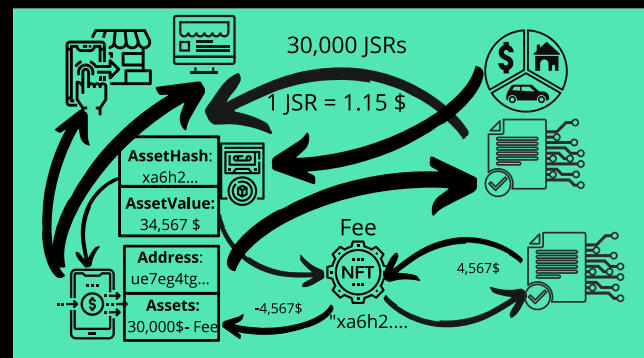 30,000 JSRs
1 JSR = 1.15 $
$
AssetHash:
xa6h2...
AssetValue:
34,567 $
Address:
ue7eg4tg...
Assets:
30,000$- Fee
$
Fee
NFT
"xa6h2....
4,567$
-4,567$